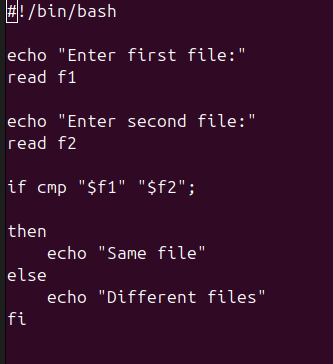 #!/bin/bash
echo "Enter first file:"
read f1
echo "Enter second file:"
read f2
if cmp "$f1" "$f2";
then
    echo "Same file"
else
    echo "Different files"
fi